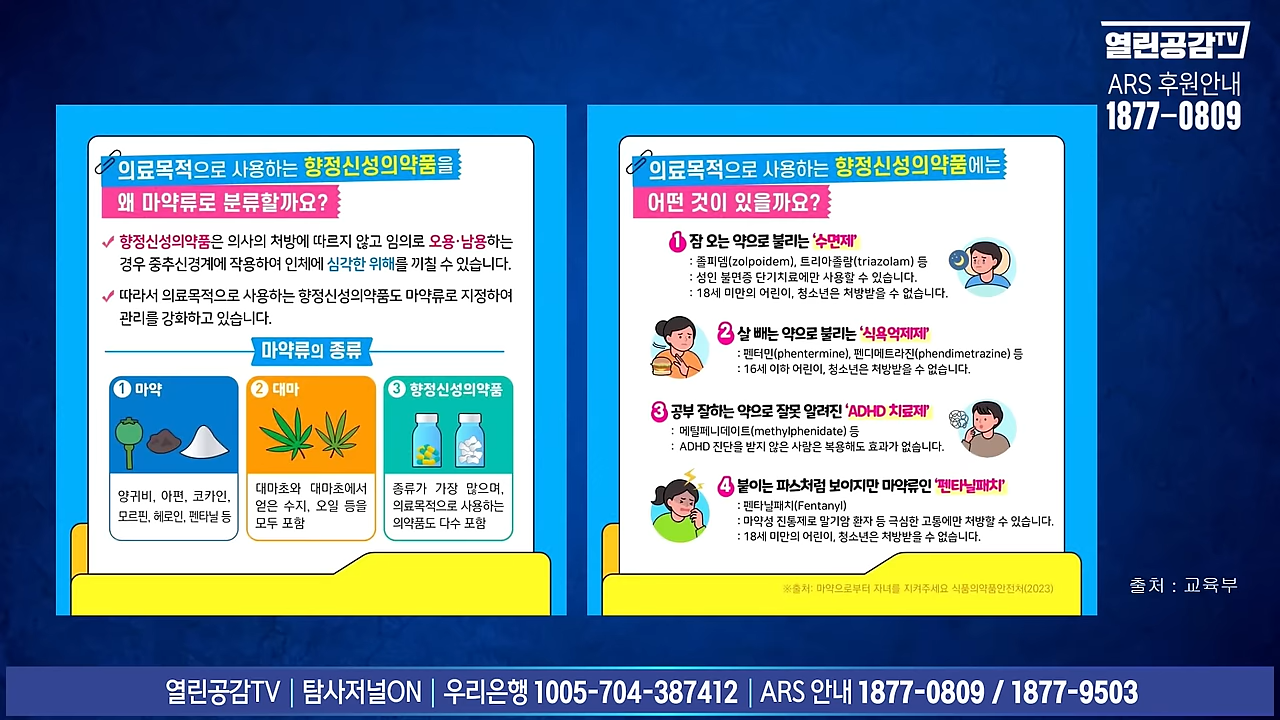 열린공감TV
ARS 후원안내
1877-0809
의료목적으로 사용하는 향정신성의약품을
왜 마약류로 분류할까요?
향정신성의약품은 의사의 처방에 따르지 않고 임의로 오용·남용하는
경우 중추신경계에 작용하여 인체에 심각한 위해를 끼칠 수 있습니다.
따라서 의료목적으로 사용하는 향정신성의약품도 마약류로 지정하여
관리를 강화하고 있습니다.
마약류의 종류
1 마약
양귀비, 아편, 코카인,
모르핀, 헤로인, 펜타닐 등
2 대마
대마초와 대마초에서
얻은 수지, 오일 등을
모두 포함
3 향정신성의약품
종류가 가장 많으며,
의료목적으로 사용하는
의약품도 다수 포함
의료목적으로 사용하는 향정신성의약품에는
어떤 것이 있을까요?
1 잠 오는 약으로 불리는 '수면제'
: 졸피뎀(zolpoidem), 트리아졸람(triazolam) 등
: 성인 불면증 단기치료에만 사용할 수 있습니다.
: 18세 미만의 어린이, 청소년은 처방받을 수 없습니다.
2 살 빼는 약으로 불리는 '식욕억제제'
: 펜터민(phentermine), 펜디메트라진(phendimetrazine) 등
: 16세 이하 어린이, 청소년은 처방받을 수 없습니다.
3 공부 잘하는 약으로 잘못 알려진 'ADHD 치료제'
: 메틸페니데이트(methylphenidate) 등
: ADHD 진단을 받지 않은 사람은 복용해도 효과가 없습니다.
4 붙이는 파스처럼 보이지만 마약류인 '펜타닐패치'
: 펜타닐패치(Fentanyl)
: 마약성 진통제로 말기암 환자 등 극심한 고통에만 처방할 수 있습니다.
: 18세 미만의 어린이, 청소년은 처방받을 수 없습니다.
※출처: 마약으로부터 자녀를 지켜주세요 식품의약품안전처(2023)
출처 : 교육부
열린공감TV | 탐사저널ON | 우리은행 1005-704-387412 | ARS 안내 1877-0809 / 1877-9503